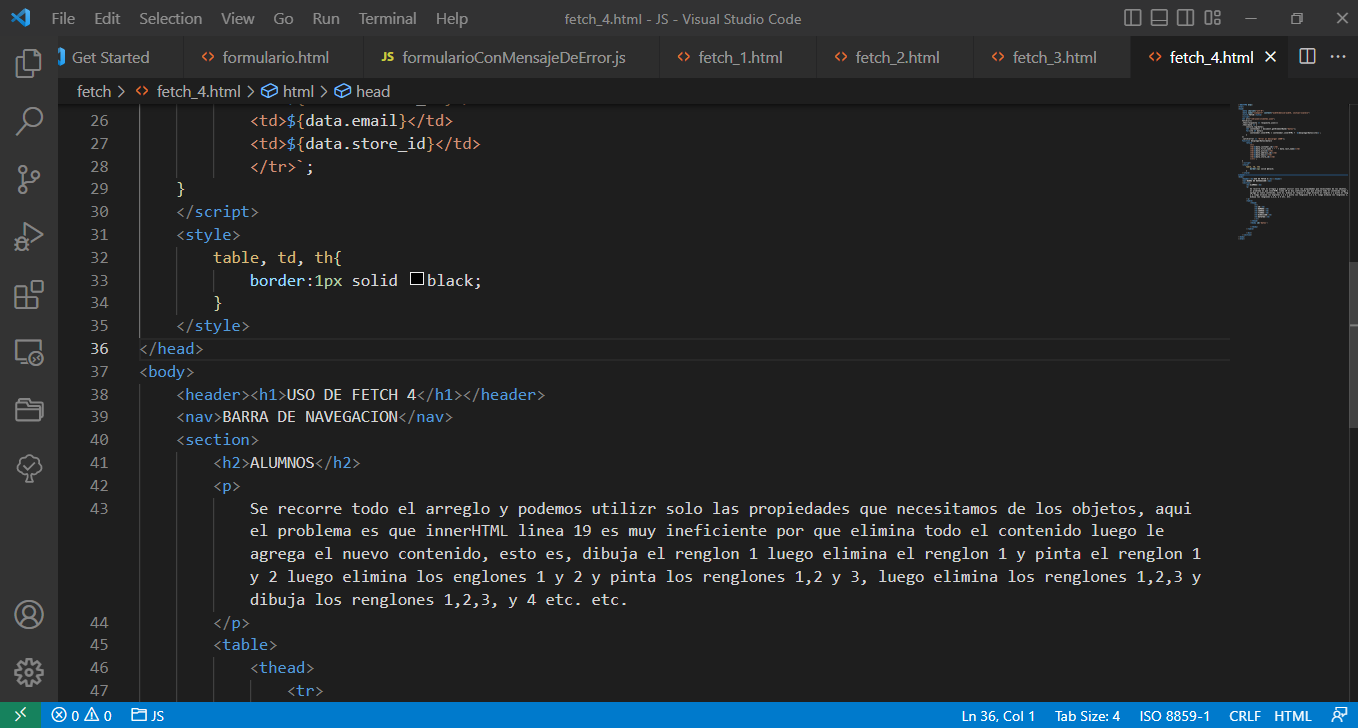 File Edit Selection View Go Run Terminal Help fetch_4.html - JS - Visual Studio Code
Get Started formulario.html JS formularioConMensajeDeError.js fetch_1.html fetch_2.html fetch_3.html fetch_4.html
fetch > fetch_4.html > html > head
26 <td>${data.email}</td>
27 <td>${data.store_id}</td>
28 </tr>`;
29 }
30 </script>
31 <style>
32 table, td, th{
33 border:1px solid black;
34 }
35 </style>
36 </head>
37 <body>
38 <header><h1>USO DE FETCH 4</h1></header>
39 <nav>BARRA DE NAVEGACION</nav>
40 <section>
41 <h2>ALUMNOS</h2>
42 <p>
43 Se recorre todo el arreglo y podemos utilizr solo las propiedades que necesitamos de los objetos, aqui
el problema es que innerHTML linea 19 es muy ineficiente por que elimina todo el contenido luego le
agrega el nuevo contenido, esto es, dibuja el renglon 1 luego elimina el renglon 1 y pinta el renglon 1
y 2 luego elimina los englones 1 y 2 y pinta los renglones 1,2 y 3, luego elimina los renglones 1,2,3 y
dibuja los renglones 1,2,3, y 4 etc. etc.
44 </p>
45 <table>
46 <thead>
47 <tr>
0 0 JS Ln 36, Col 1 Tab Size: 4 ISO 8859-1 CRLF HTML